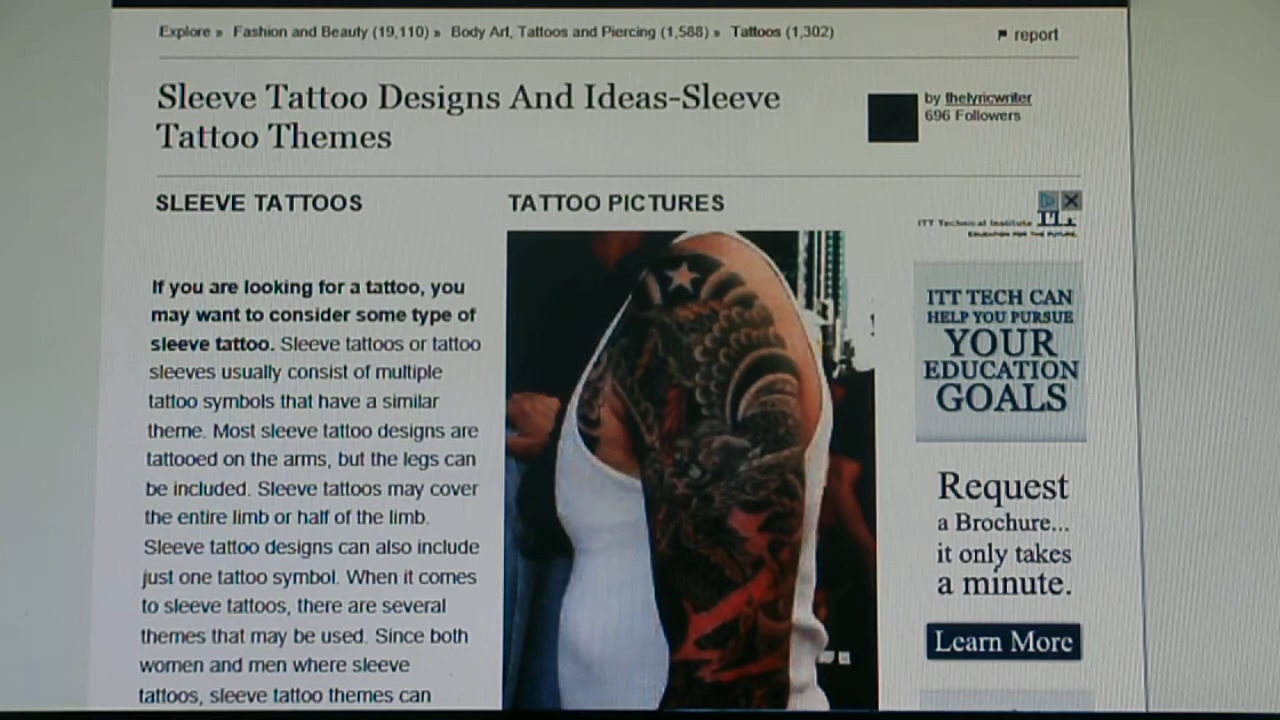 Explore » Fashion and Beauty (19,110) » Body Art, Tattoos and Piercing (1,588) » Tattoos (1,302)
report
Sleeve Tattoo Designs And Ideas-Sleeve
Tattoo Themes
by thelyricwriter
696 Followers
SLEEVE TATTOOS
If you are looking for a tattoo, you
may want to consider some type of
sleeve tattoo. Sleeve tattoos or tattoo
sleeves usually consist of multiple
tattoo symbols that have a similar
theme. Most sleeve tattoo designs are
tattooed on the arms, but the legs can
be included. Sleeve tattoos may cover
the entire limb or half of the limb.
Sleeve tattoo designs can also include
just one tattoo symbol. When it comes
to sleeve tattoos, there are several
themes that may be used. Since both
women and men where sleeve
tattoos, sleeve tattoo themes can
TATTOO PICTURES
ITT Technical Institute
EDUCATION FOR THE FUTURE.
ITT TECH CAN
HELP YOU PURSUE
YOUR
EDUCATION
GOALS
Request
a Brochure...
it only takes
a minute.
Learn More